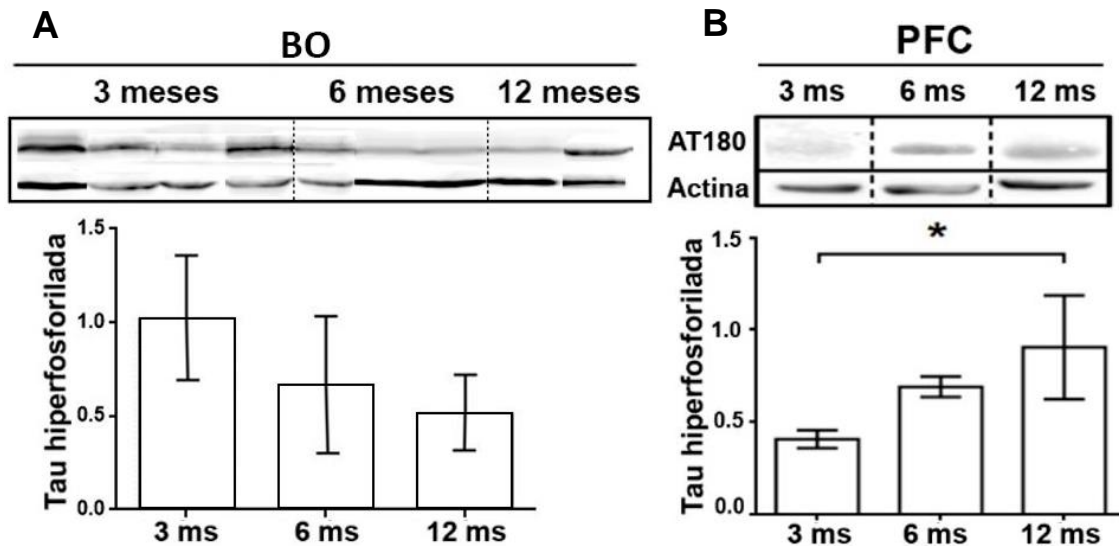 A
BO
3 meses 6 meses 12 meses
Tau hiperfosforilada
1.5
1.0
0.5
0.0
3 ms 6 ms 12 ms
B
PFC
3 ms 6 ms 12 ms
AT180
Actina
Tau hiperfosforilada
1.5
1.0
0.5
0.0
*
3 ms 6 ms 12 ms